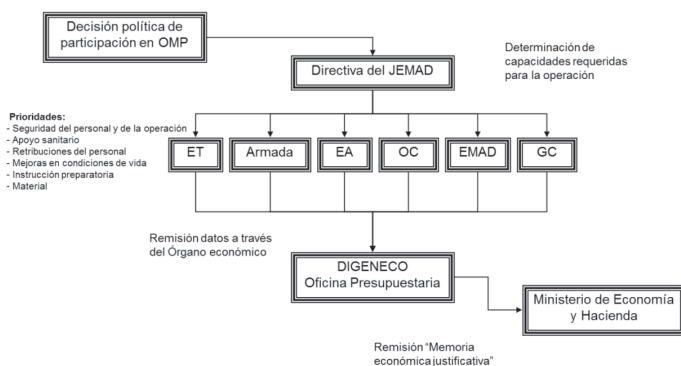 Decisión política de
participación en OMP
Determinación de
capacidades requeridas
para la operación
Directiva del JEMAD
Prioridades:
- Seguridad del personal y de la operación
- Apoyo sanitario
- Retribuciones del personal
- Mejoras en condiciones de vida
- Instrucción preparatoria
- Material
ET
Armada
EA
OC
EMAD
GC
Remisión datos a través
del Órgano económico
DIGENECO
Oficina Presupuestaria
Ministerio de Economía
y Hacienda
Remisión "Memoria
económica justificativa"